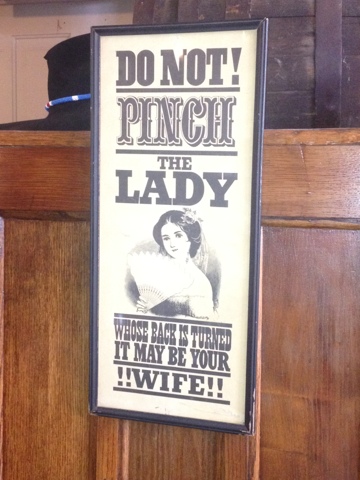 DO NOT!
PINCH
THE
LADY
WHOSE BACK IS TURNED
IT MAY BE YOUR
!!WIFE!!